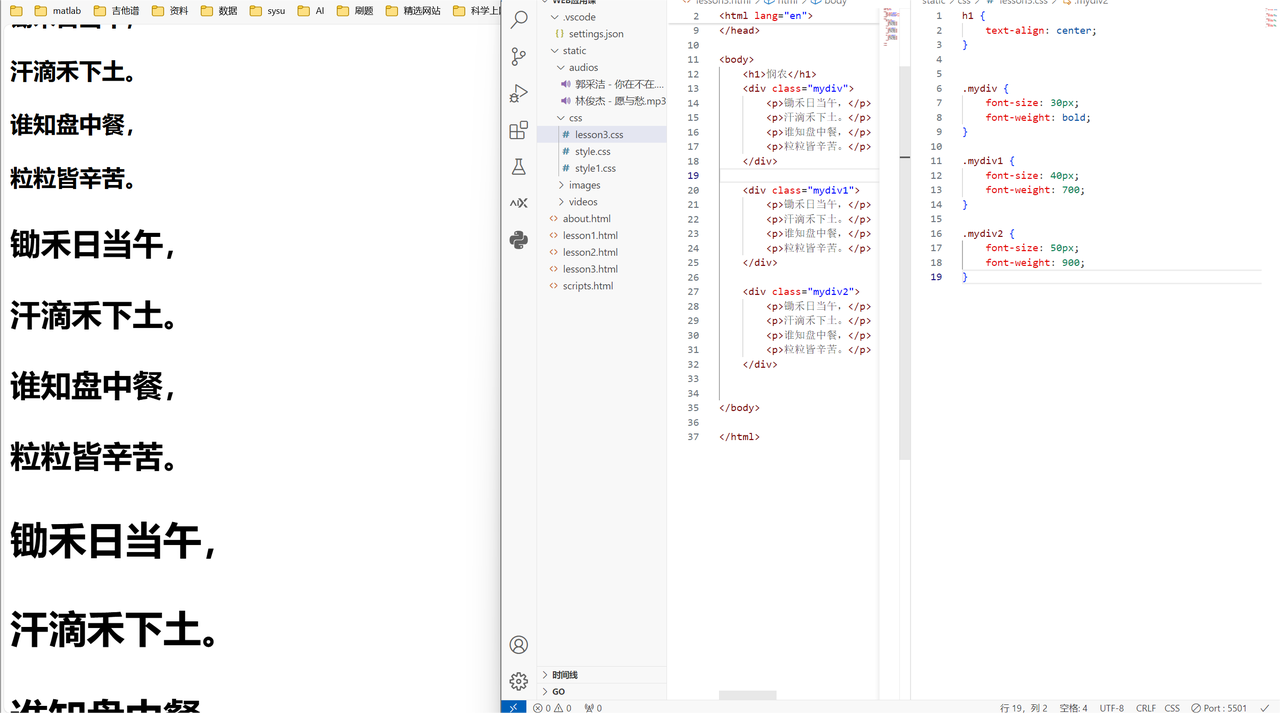 matlab
吉他谱
资料
数据
sysu
AI
刷题
精选网站
科学上
汗滴禾下土。
谁知盘中餐，
粒粒皆辛苦。
锄禾日当午，
汗滴禾下土。
谁知盘中餐，
粒粒皆辛苦。
锄禾日当午，
汗滴禾下土。
谁知盘中餐
.vscode
settings.json
static
audios
郭采洁 - 你在不在....
林俊杰 - 愿与愁.mp3
css
# lesson3.css
# style.css
# style1.css
images
videos
<> about.html
<> lesson1.html
<> lesson2.html
<> lesson3.html
<> scripts.html
时间线
GO
lesson3.html > html > body
2 <html lang="en">
9 </head>
10
11 <body>
12 <h1>悯农</h1>
13 <div class="mydiv">
14 <p>锄禾日当午，</p>
15 <p>汗滴禾下土。</p>
16 <p>谁知盘中餐，</p>
17 <p>粒粒皆辛苦。</p>
18 </div>
19
20 <div class="mydiv1">
21 <p>锄禾日当午，</p>
22 <p>汗滴禾下土。</p>
23 <p>谁知盘中餐，</p>
24 <p>粒粒皆辛苦。</p>
25 </div>
26
27 <div class="mydiv2">
28 <p>锄禾日当午，</p>
29 <p>汗滴禾下土。</p>
30 <p>谁知盘中餐，</p>
31 <p>粒粒皆辛苦。</p>
32 </div>
33
34
35 </body>
36
37 </html>
static > css > # lesson3.css > .mydiv2
1 h1 {
2 text-align: center;
3 }
4
5
6 .mydiv {
7 font-size: 30px;
8 font-weight: bold;
9 }
10
11 .mydiv1 {
12 font-size: 40px;
13 font-weight: 700;
14 }
15
16 .mydiv2 {
17 font-size: 50px;
18 font-weight: 900;
19 }
0 0 0
行 19，列 2 空格: 4 UTF-8 CRLF CSS Port : 5501